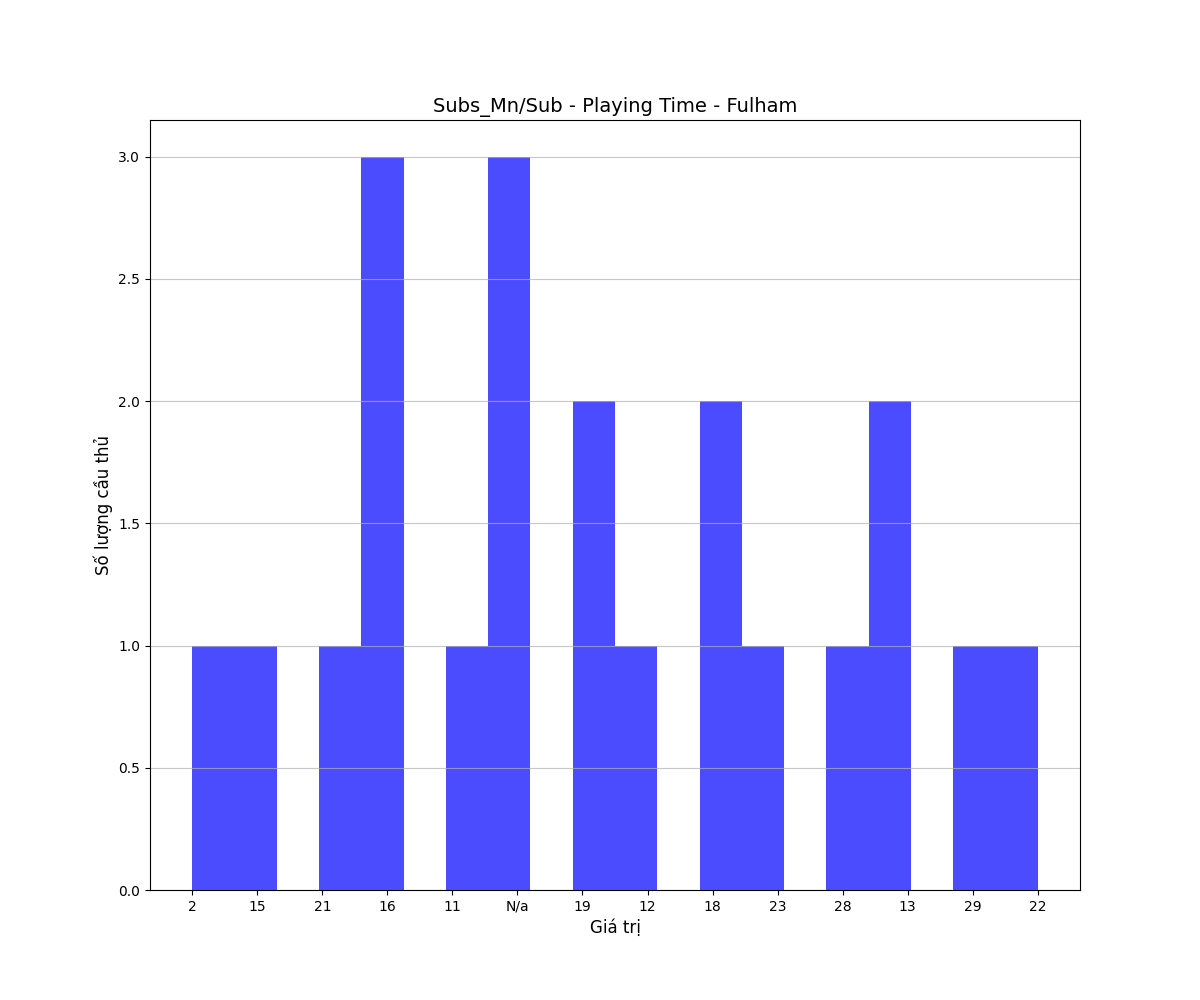 Subs_Mn/Sub - Playing Time - Fulham
Số lượng cầu thủ
3.0
2.5
2.0
1.5
1.0
0.5
0.0
2 15 21 16 11 N/a 19 12 18 23 28 13 29 22
Giá trị